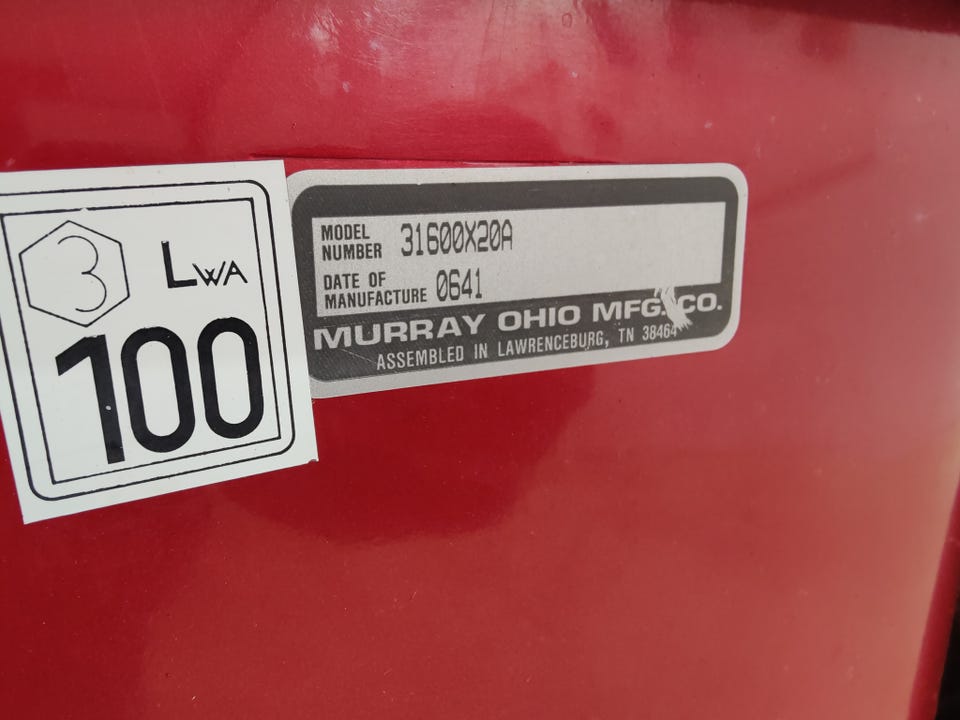 3
LWA
100
MODEL
NUMBER 31600X20A
DATE OF
MANUFACTURE 0641
MURRAY OHIO MFG. CO.
ASSEMBLED IN LAWRENCEBURG, TN 38464